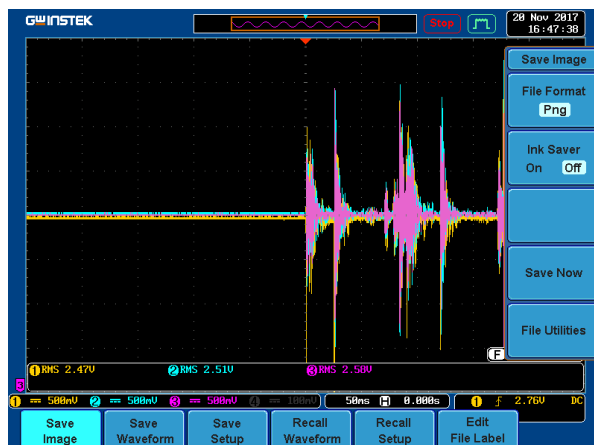 GWINSTEK
Stop
20 Nov 2017
16:47:38
Save Image
File Format
Png
Ink Saver
On Off
Save Now
File Utilities
F
1 RMS 2.47V 2 RMS 2.51V 3 RMS 2.58V
3
1 500mV 2 500mV 3 500mV 4 100mV 50ms H 0.000s 1 2.76V DC
Save Image
Save Waveform
Save Setup
Recall Waveform
Recall Setup
Edit File Label